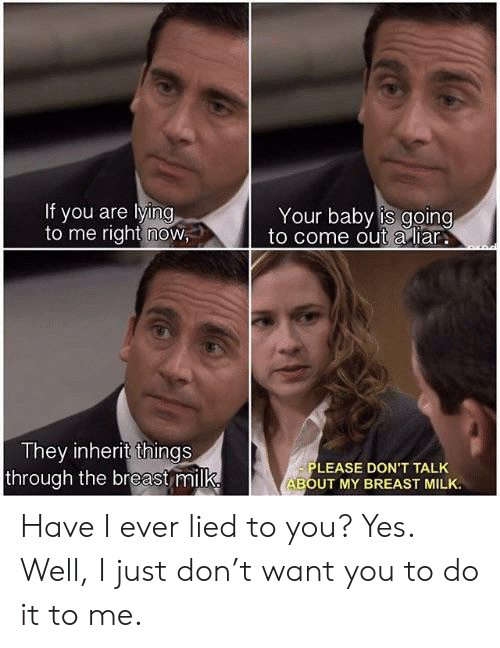 If you are lying
to me right now,
Your baby is going
to come out a liar.
They inherit things
through the breast milk.
- PLEASE DON'T TALK
ABOUT MY BREAST MILK.
Have I ever lied to you? Yes.
Well, I just don't want you to do
it to me.